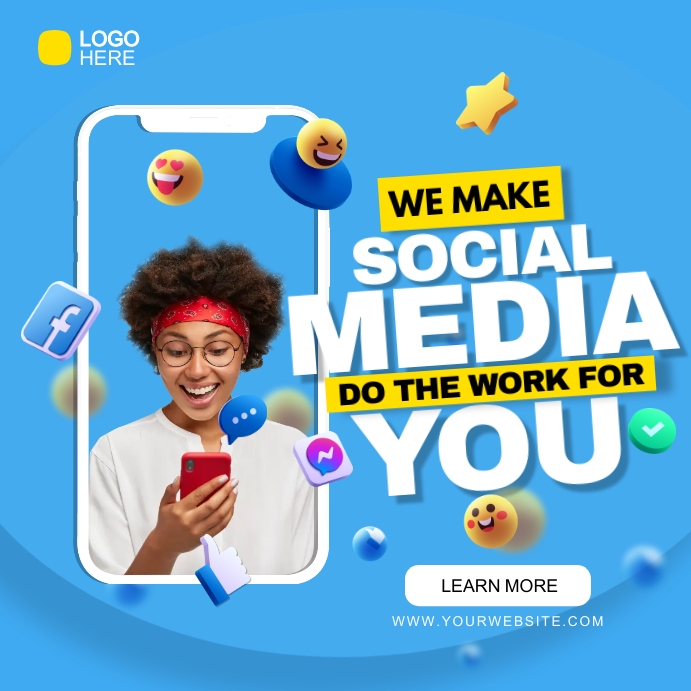 LOGO
HERE
WE MAKE
SOCIAL
MEDIA
DO THE WORK FOR
YOU
LEARN MORE
WWW.YOURWEBSITE.COM